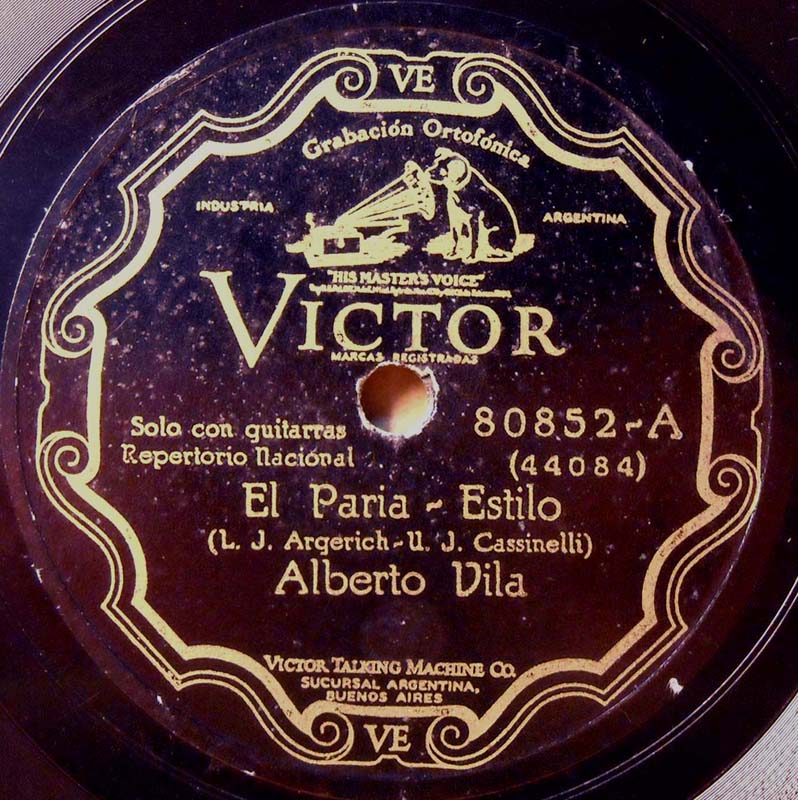 VE
Grabación Ortofónica
INDUSTRIA
ARGENTINA
"HIS MASTER'S VOICE"
VICTOR
MARCAS REGISTRADAS
Solo con guitarras
80852-A
Repertorio Nacional
(44084)
El Paria - Estilo
(L. J. Argerich-U. J. Cassinelli)
Alberto Vila
VICTOR TALKING MACHINE CO.
SUCURSAL ARGENTINA,
BUENOS AIRES
VE